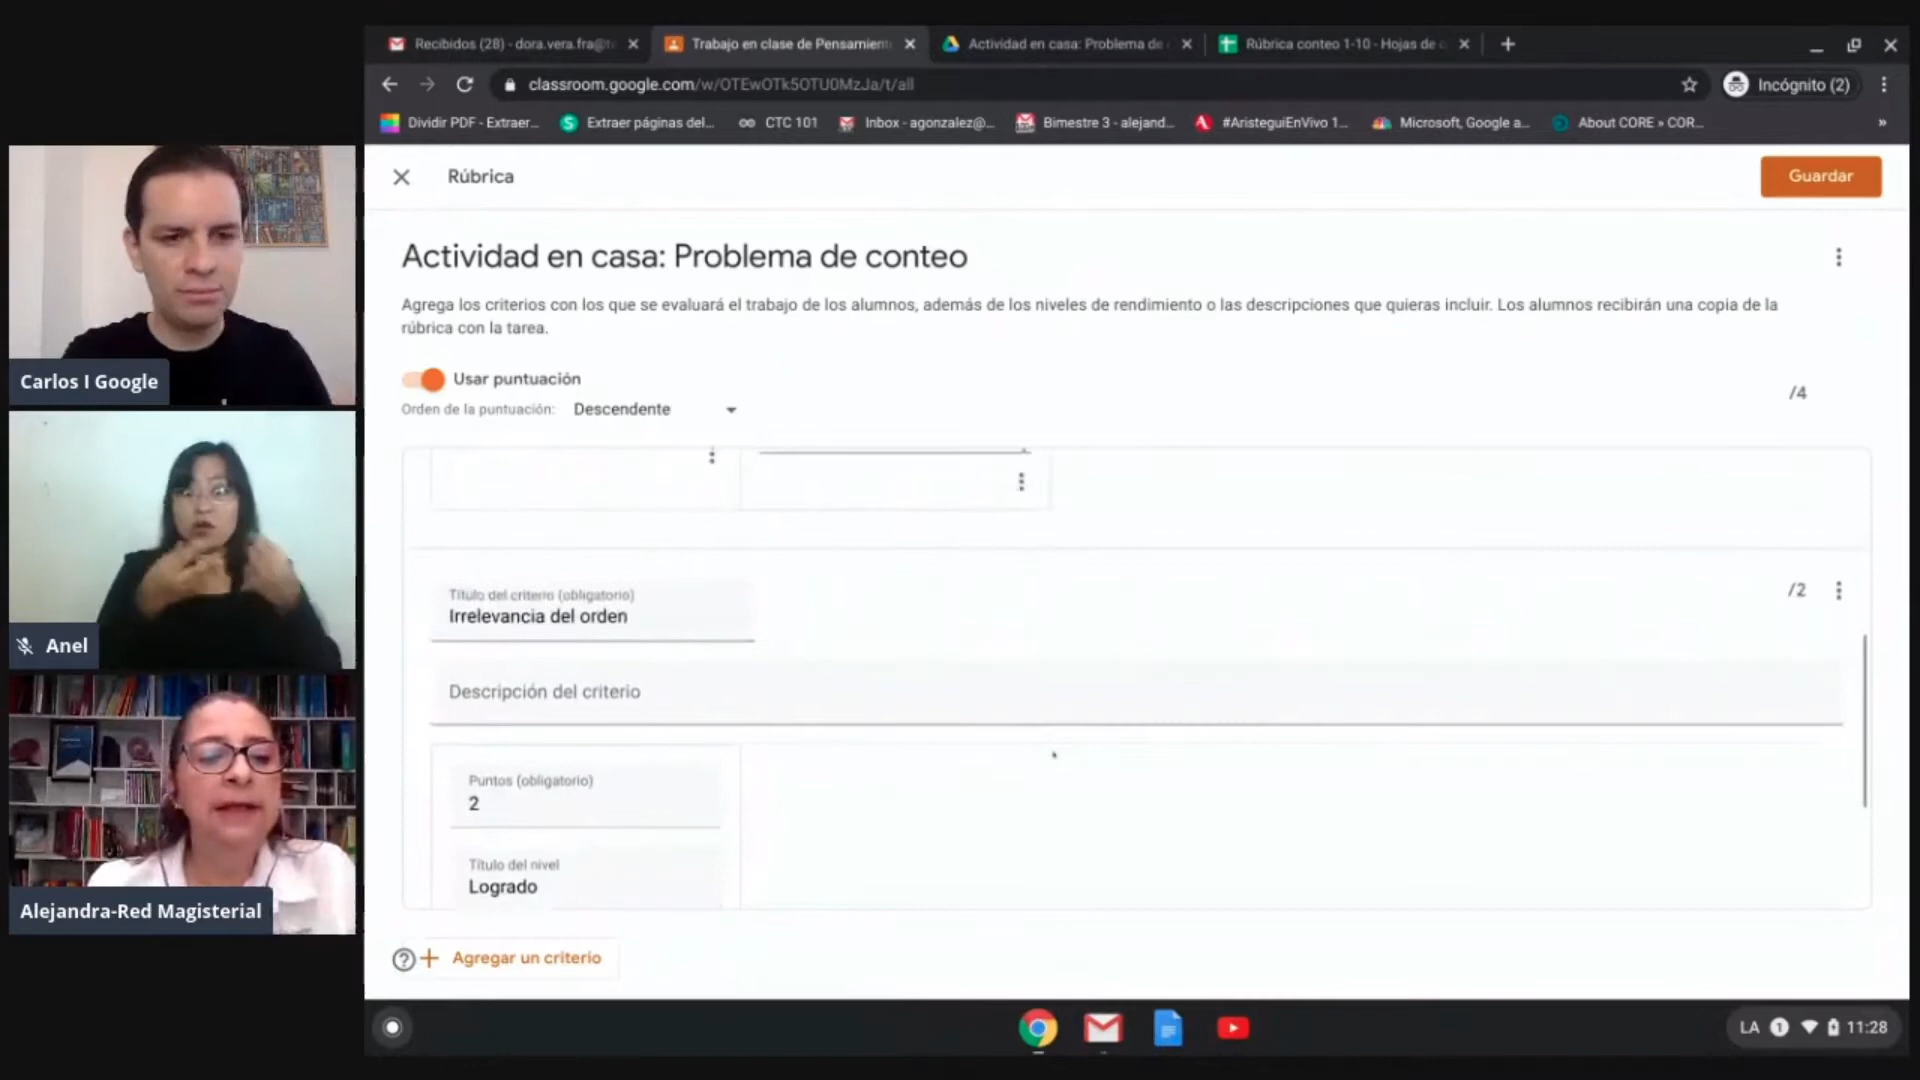 Recibidos (28) - dora.vera.fra@t
Trabajo en clase de Pensamient
Actividad en casa: Problema de
Rúbrica conteo 1-10 - Hojas de c
classroom.google.com/w/OTEwOTk5OTU0MzJa/t/all
Incógnito (2)
Dividir PDF - Extraer...
Extraer páginas del...
CTC 101
Inbox - agonzalez@...
Bimestre 3 - alejand...
#AristeguiEnVivo 1...
Microsoft, Google a...
About CORE » COR...
»
Rúbrica
Guardar
Actividad en casa: Problema de conteo
Agrega los criterios con los que se evaluará el trabajo de los alumnos, además de los niveles de rendimiento o las descripciones que quieras incluir. Los alumnos recibirán una copia de la
rúbrica con la tarea.
Usar puntuación
/4
Orden de la puntuación: Descendente
Título del criterio (obligatorio)
Irrelevancia del orden
/2
Descripción del criterio
Puntos (obligatorio)
2
Título del nivel
Logrado
Agregar un criterio
LA 1 11:28
Carlos I Google
Anel
Alejandra-Red Magisterial